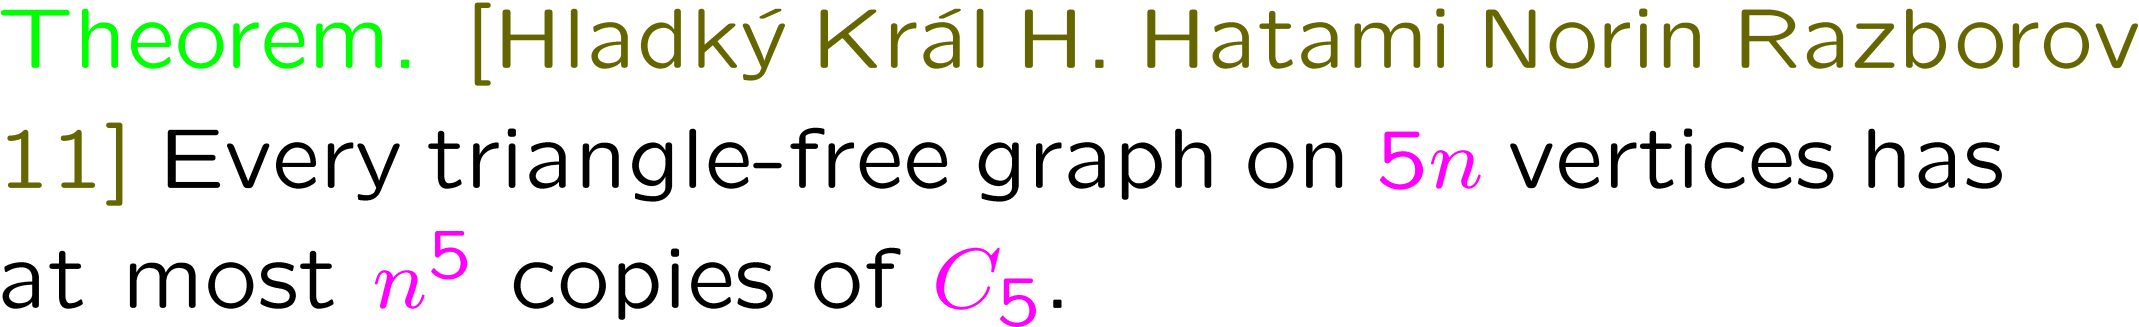 Theorem. [Hladký Král H. Hatami Norin Razborov
11] Every triangle-free graph on 5n vertices has
at most n⁵ copies of C₅.